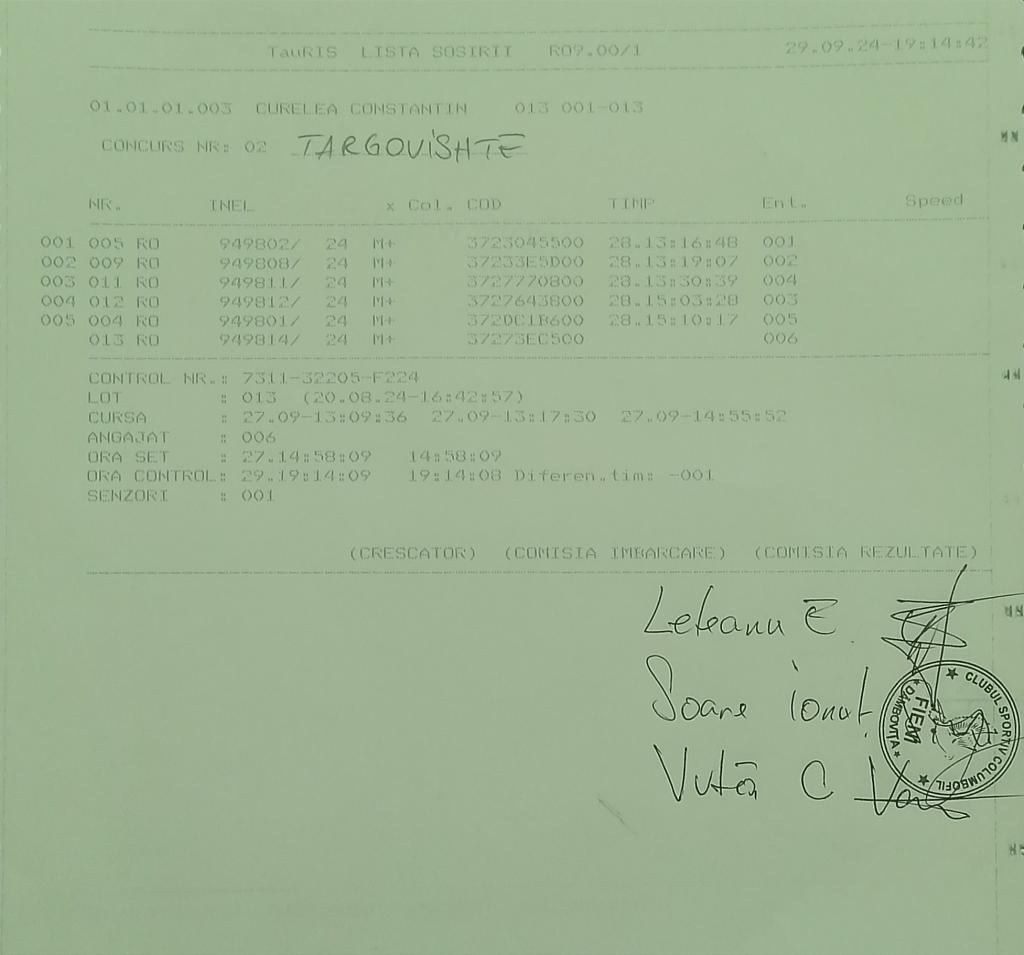 TauRIS LISTA SOSIRII RO9.00/1 29.09.24-19:14:42
01.01.01.003 CURELEA CONSTANTIN 013 001-013
CONCURS NR: 02 TARGOVISHTE
NR. INEL x Col. COD TIMP Ent. Speed
001 005 RO 949802/ 24 M+ 3723045500 28.13:16:48 001
002 009 RO 949808/ 24 M+ 37233E5D00 28.13:19:07 002
003 011 RO 949811/ 24 M+ 3727770800 28.13:30:39 004
004 012 RO 949812/ 24 M+ 3727643800 28.15:03:28 003
005 004 RO 949801/ 24 M+ 372DC1B600 28.15:10:17 005
013 RO 949814/ 24 M+ 37273EC500 006
CONTROL NR.: 7311-32205-F224
LOT : 013 (20.08.24-16:42:57)
CURSA : 27.09-13:09:36 27.09-13:17:30 27.09-14:55:52
ANGAJAT : 006
ORA SET : 27.14:58:09 14:58:09
ORA CONTROL: 29.19:14:09 19:14:08 Diferen.tim: -001
SENZORI : 001
(CRESCATOR) (COMISIA IMBARCARE) (COMISIA REZULTATE)
Leteanu E.
Soare Ionut
Vută C
CLUBUL SPORTIV COLUMBOFIL
FIENI
DÂMBOVIȚA